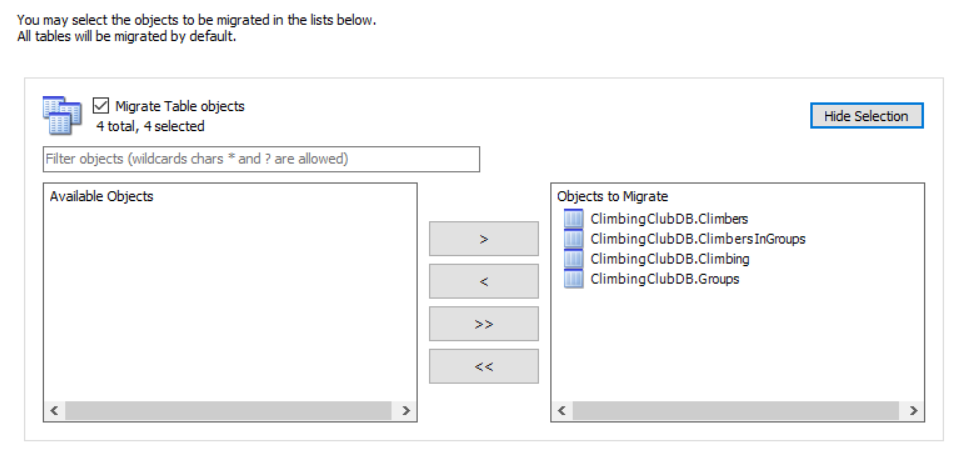 You may select the objects to be migrated in the lists below.
All tables will be migrated by default.
Migrate Table objects
4 total, 4 selected
Hide Selection
Filter objects (wildcards chars * and ? are allowed)
Available Objects
Objects to Migrate
ClimbingClubDB.Climbers
ClimbingClubDB.ClimbersInGroups
ClimbingClubDB.Climbing
ClimbingClubDB.Groups
>
<
>>
<<